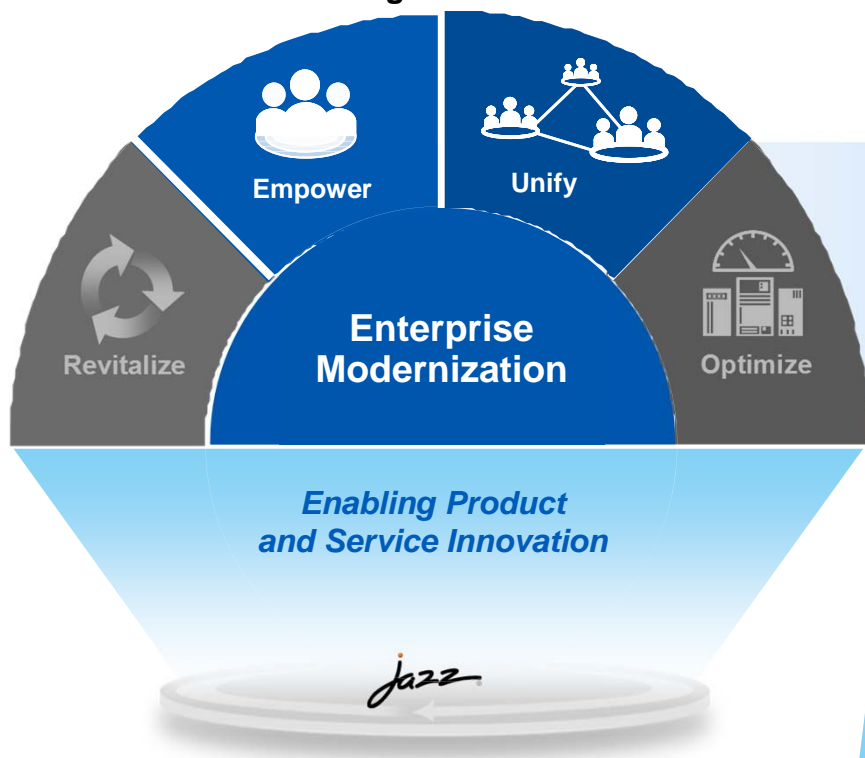 Empower
Unify
Revitalize
Optimize
Enterprise
Modernization
Enabling Product
and Service Innovation
jazz